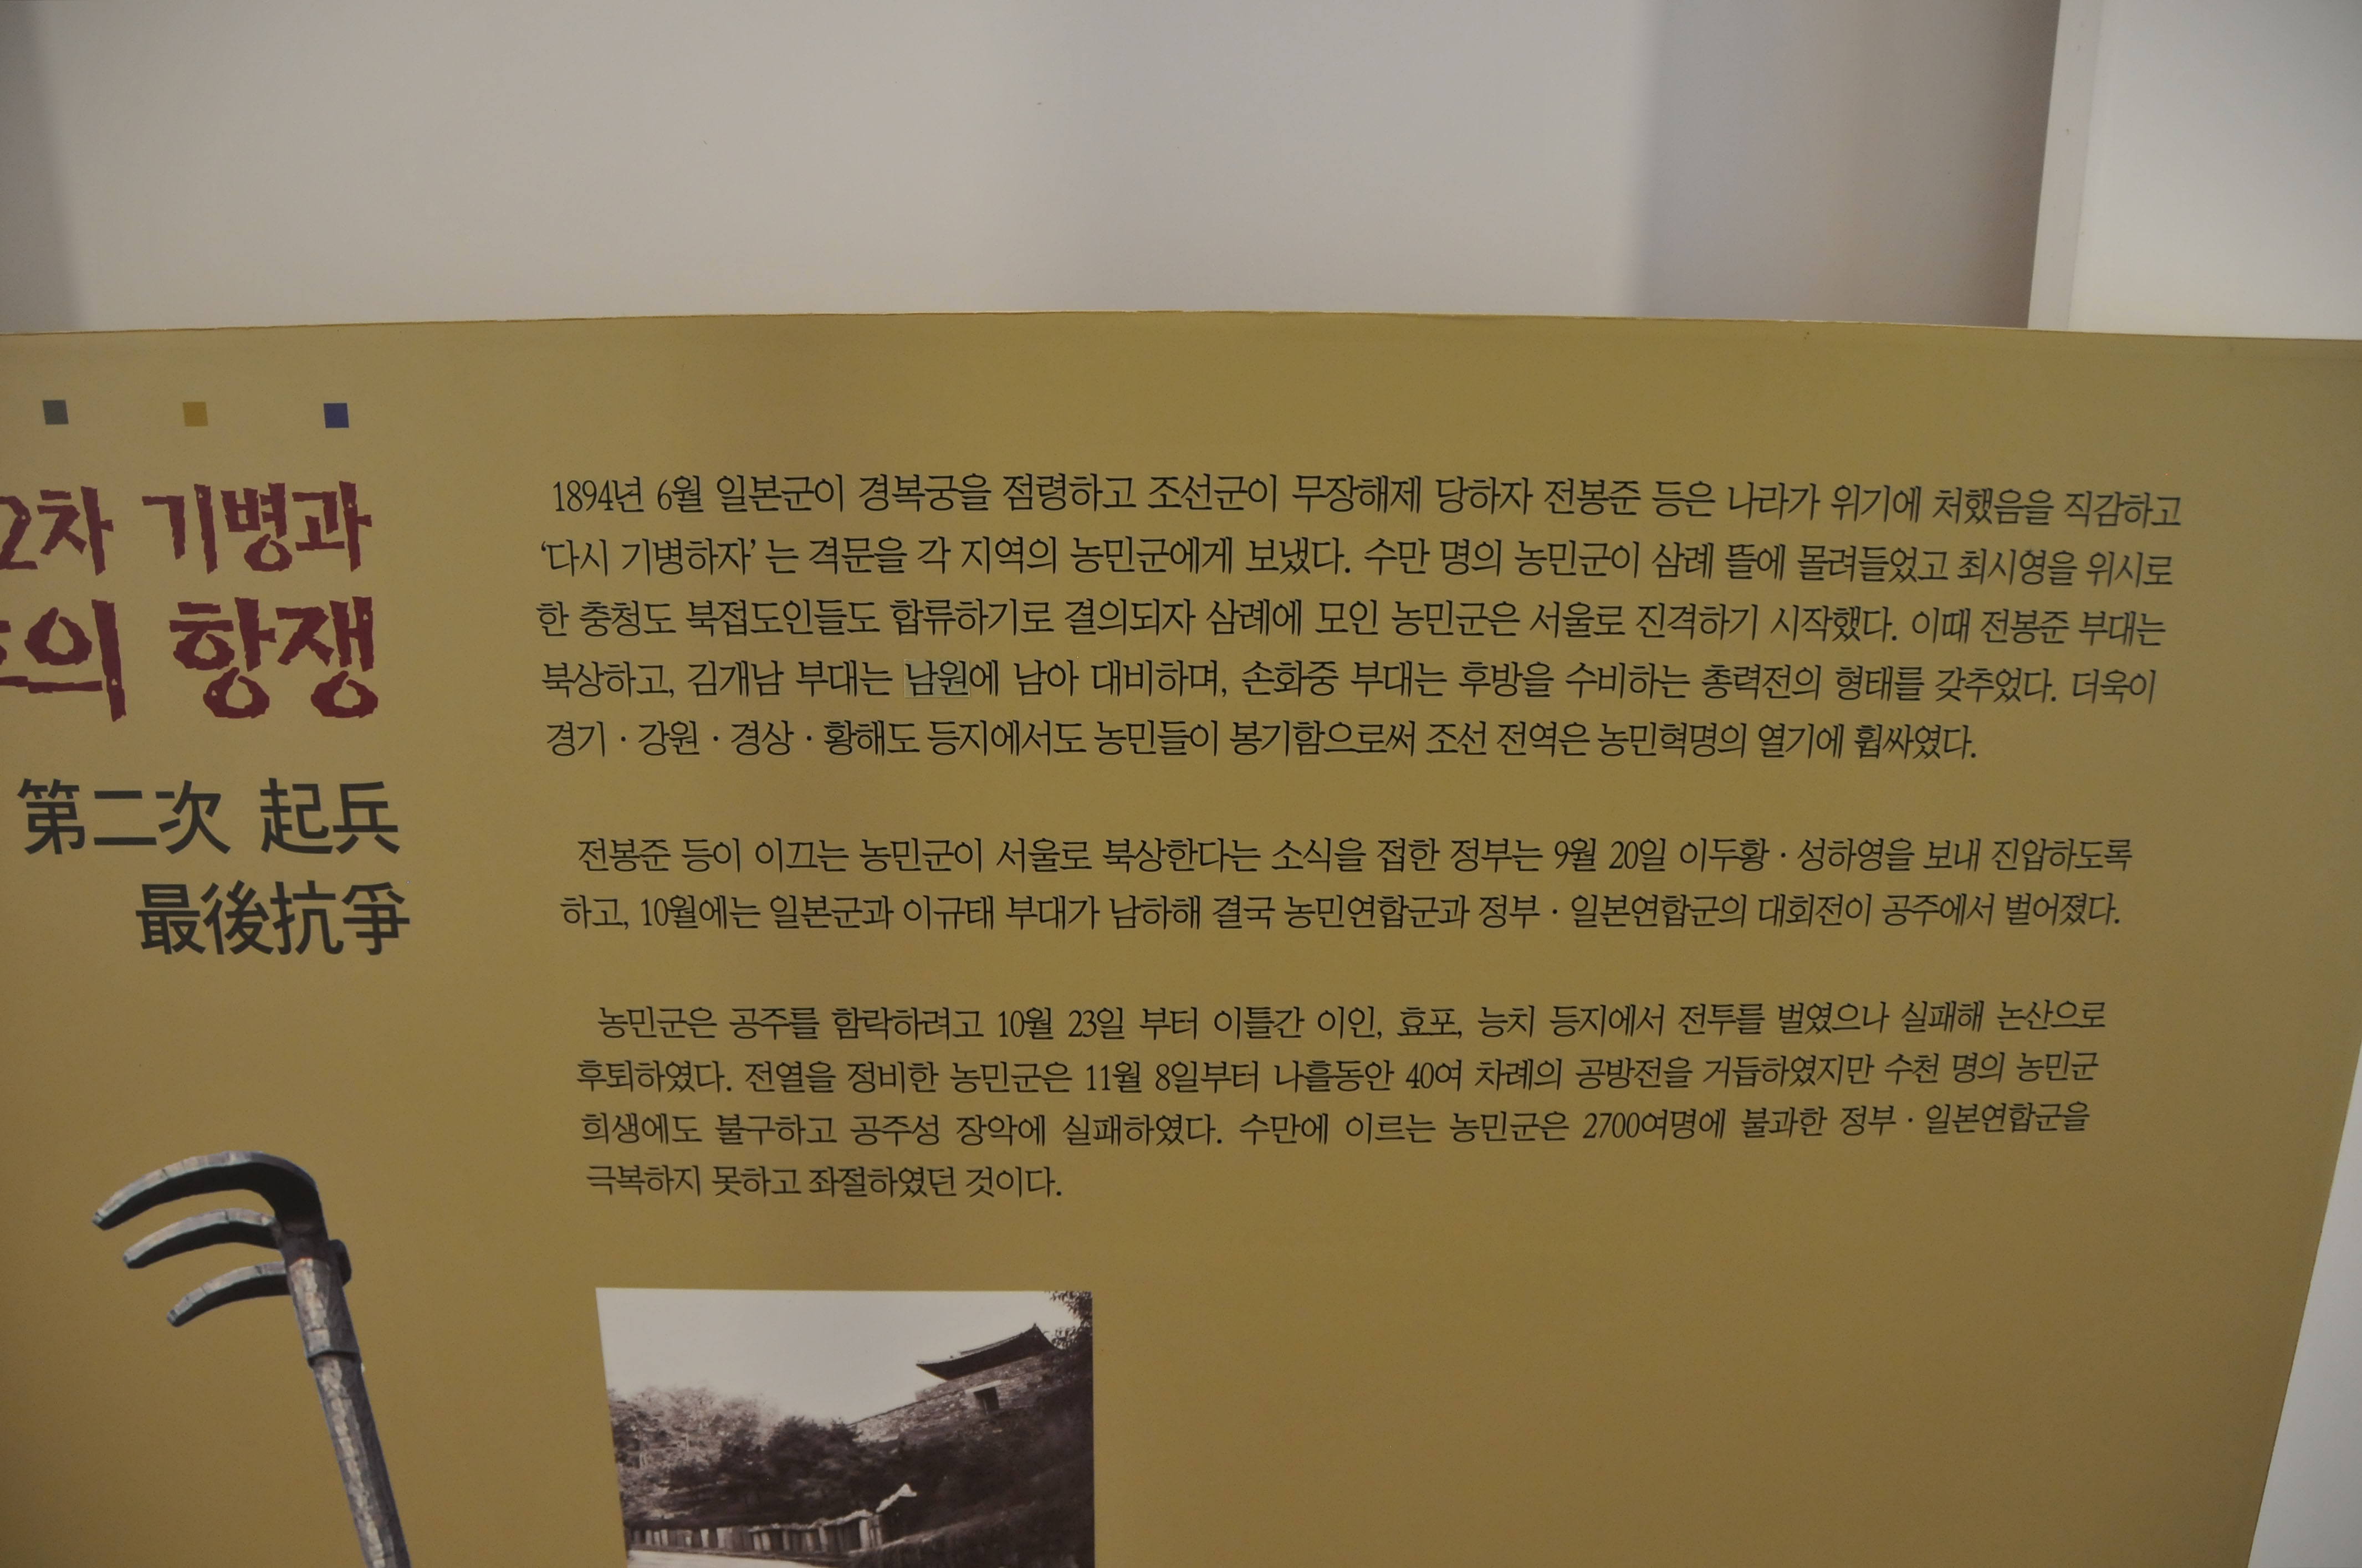 2차 기병과
의 항쟁
第二次 起兵
最後抗爭
1894년 6월 일본군이 경복궁을 점령하고 조선군이 무장해제 당하자 전봉준 등은 나라가 위기에 처했음을 직감하고
‘다시 기병하자’ 는 격문을 각 지역의 농민군에게 보냈다. 수만 명의 농민군이 삼례 뜰에 몰려들었고 최시영을 위시로
한 충청도 북접도인들도 합류하기로 결의되자 삼례에 모인 농민군은 서울로 진격하기 시작했다. 이때 전봉준 부대는
북상하고, 김개남 부대는 남원에 남아 대비하며, 손화중 부대는 후방을 수비하는 총력전의 형태를 갖추었다. 더욱이
경기 · 강원 · 경상 · 황해도 등지에서도 농민들이 봉기함으로써 조선 전역은 농민혁명의 열기에 휩싸였다.
전봉준 등이 이끄는 농민군이 서울로 북상한다는 소식을 접한 정부는 9월 20일 이두황 · 성하영을 보내 진압하도록
하고, 10월에는 일본군과 이규태 부대가 남하해 결국 농민연합군과 정부 · 일본연합군의 대회전이 공주에서 벌어졌다.
농민군은 공주를 함락하려고 10월 23일 부터 이틀간 이인, 효포, 능치 등지에서 전투를 벌였으나 실패해 논산으로
후퇴하였다. 전열을 정비한 농민군은 11월 8일부터 나흘동안 40여 차례의 공방전을 거듭하였지만 수천 명의 농민군
희생에도 불구하고 공주성 장악에 실패하였다. 수만에 이르는 농민군은 2700여명에 불과한 정부 · 일본연합군을
극복하지 못하고 좌절하였던 것이다.